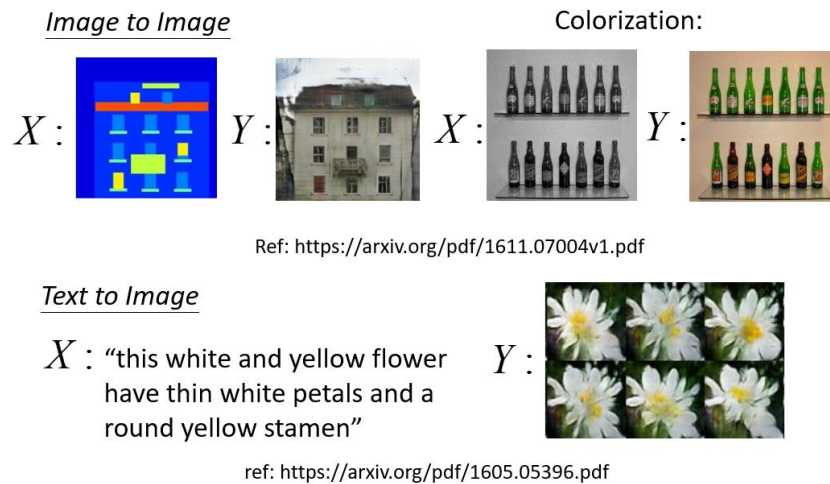 Image to Image
Colorization:
X : Y : X : Y :
Ref: https://arxiv.org/pdf/1611.07004v1.pdf
Text to Image
X : “this white and yellow flower
have thin white petals and a
round yellow stamen”
Y :
ref: https://arxiv.org/pdf/1605.05396.pdf